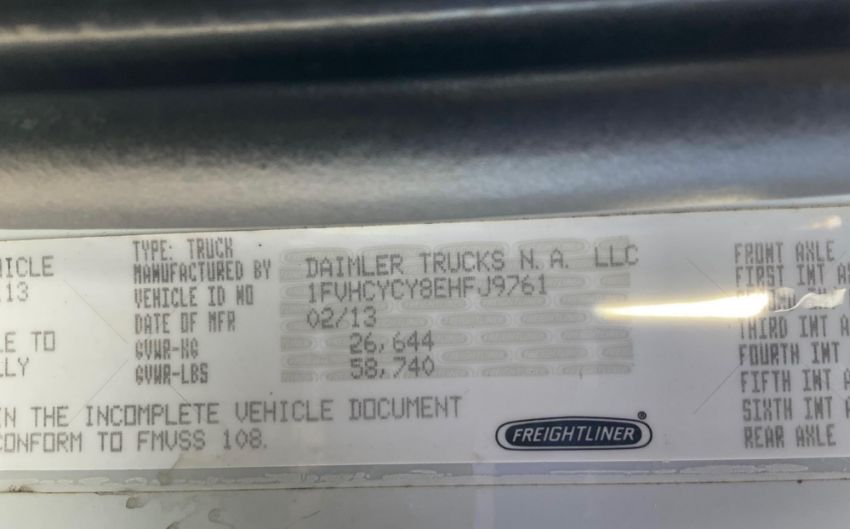 TYPE: TRUCK
MANUFACTURED BY DAIMLER TRUCKS N.A. LLC
VEHICLE ID NO 1FVHCYCY8EHFJ9761
DATE OF MFR 02/13
GVWR-KG 26,644
GVWR-LBS 58,740
ICLE
13
LE TO
LLY
IN THE INCOMPLETE VEHICLE DOCUMENT
CONFORM TO FMVSS 108.
FREIGHTLINER®
FRONT AXLE
FIRST INT A
THIRD INT A
FOURTH INT
FIFTH INT A
SIXTH INT A
REAR AXLE